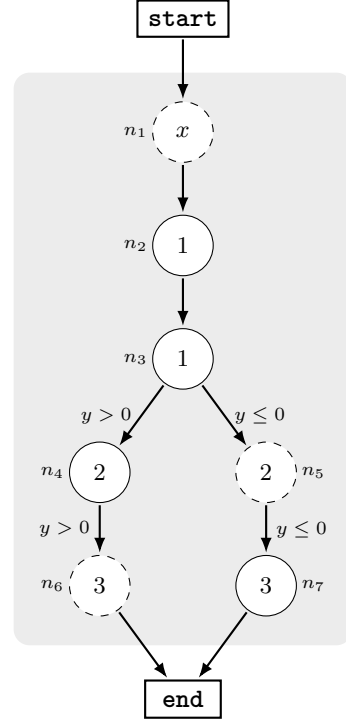 start
n₁ x
n₂ 1
n₃ 1
y > 0 y ≤ 0
n₄ 2 2 n₅
y > 0 y ≤ 0
n₆ 3 3 n₇
end